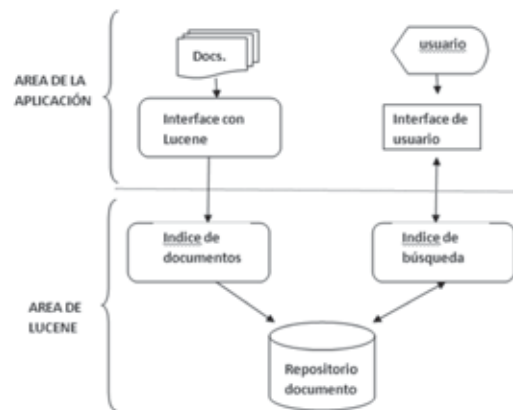 Docs.
usuario
AREA DE LA
APLICACIÓN
Interface con
Lucene
Interface de
usuario
Indice de
documentos
Indice de
búsqueda
AREA DE
LUCENE
Repositorio
documento